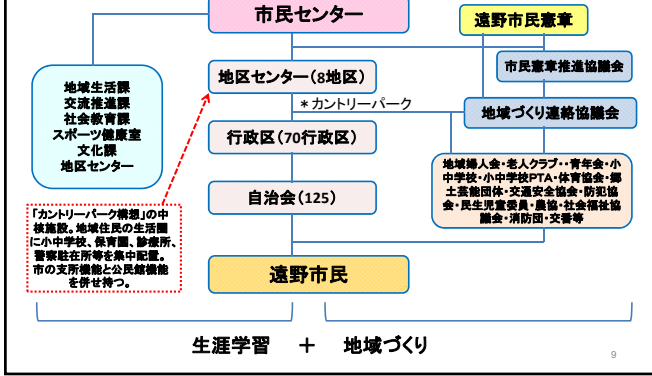 市民センター
遠野市民憲章
市民憲章推進協議会
地域生活課
交流推進課
社会教育課
スポーツ健康室
文化課
地区センター
地区センター(8地区)
＊カントリーパーク
地域づくり連絡協議会
行政区(70行政区)
地域婦人会・老人クラブ・・青年会・小
中学校・小中学校PTA・体育協会・郷
土芸能団体・交通安全協会・防犯協
会・民生児童委員・農協・社会福祉協
議会・消防団・交番等
自治会(125)
「カントリーパーク構想」の中
核施設。地域住民の生活圏
に小中学校、保育園、診療所、
警察駐在所等を集中配置。
市の支所機能と公民館機能
を併せ持つ。
遠野市民
生涯学習 ＋ 地域づくり
9